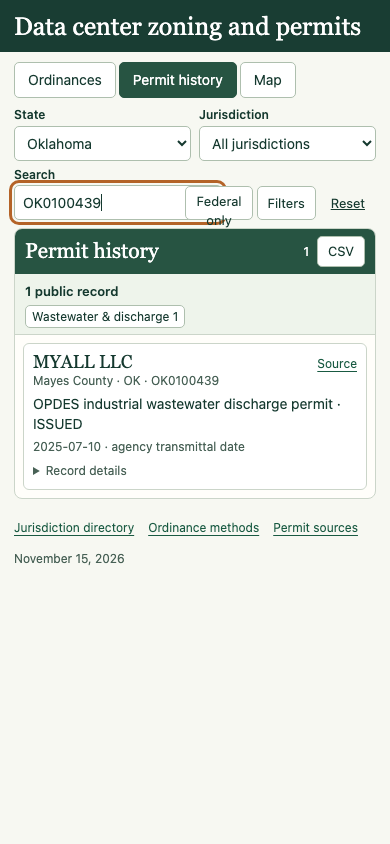 Data center zoning and permits
Ordinances
Permit history
Map
State
Jurisdiction
Oklahoma
All jurisdictions
Search
OK0100439
Federal
only
Filters
Reset
Permit history
1
CSV
1 public record
Wastewater & discharge 1
MYALL LLC
Source
Mayes County · OK · OK0100439
OPDES industrial wastewater discharge permit ·
ISSUED
2025-07-10 · agency transmittal date
Record details
Jurisdiction directory
Ordinance methods
Permit sources
November 15, 2026